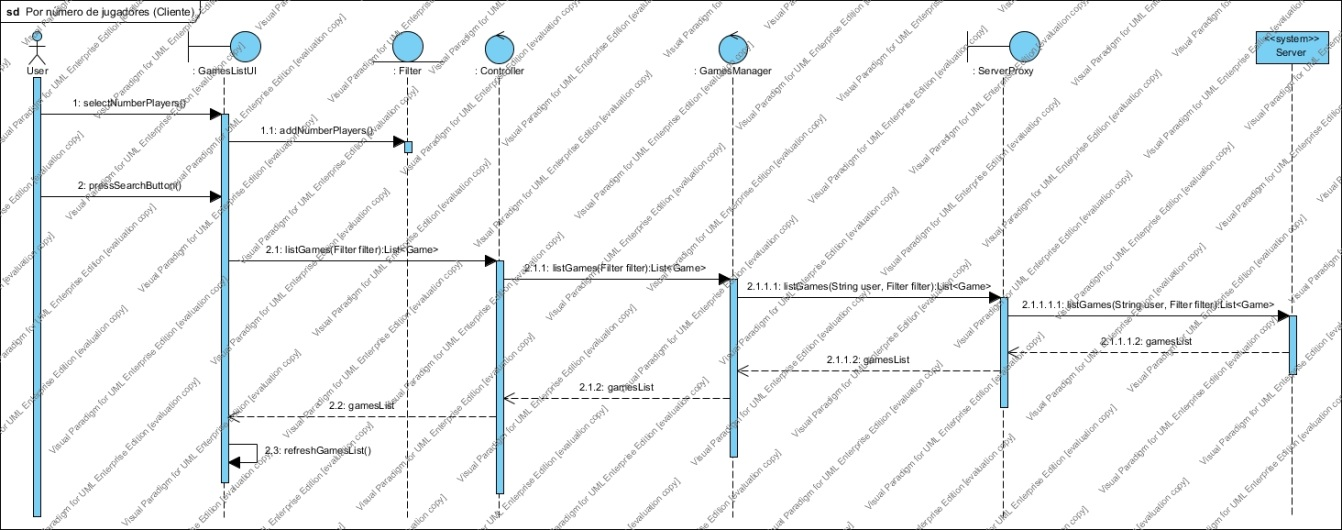 sd Por número de jugadores (Cliente)
User
: GamesListUI
: Filter
: Controller
: GamesManager
: ServerProxy
<<system>>
Server
1: selectNumberPlayers()
1.1: addNumberPlayers()
2: pressSearchButton()
2.1: listGames(Filter filter):List<Game>
2.1.1: listGames(Filter filter):List<Game>
2.1.1.1: listGames(String user, Filter filter):List<Game>
2.1.1.1.1: listGames(String user, Filter filter):List<Game>
2.1.1.1.2: gamesList
2.1.1.2: gamesList
2.1.2: gamesList
2.2: gamesList
2.3: refreshGamesList()
Visual Paradigm for UML Enterprise Edition [evaluation copy]